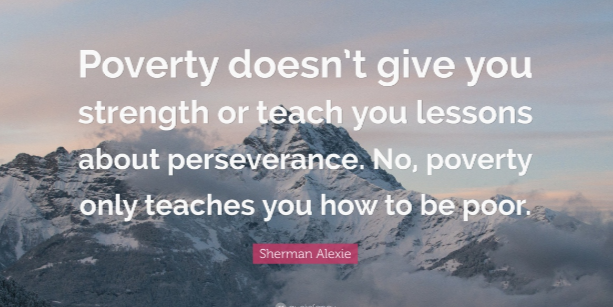 Poverty doesn’t give you
strength or teach you lessons
about perseverance. No, poverty
only teaches you how to be poor.
Sherman Alexie